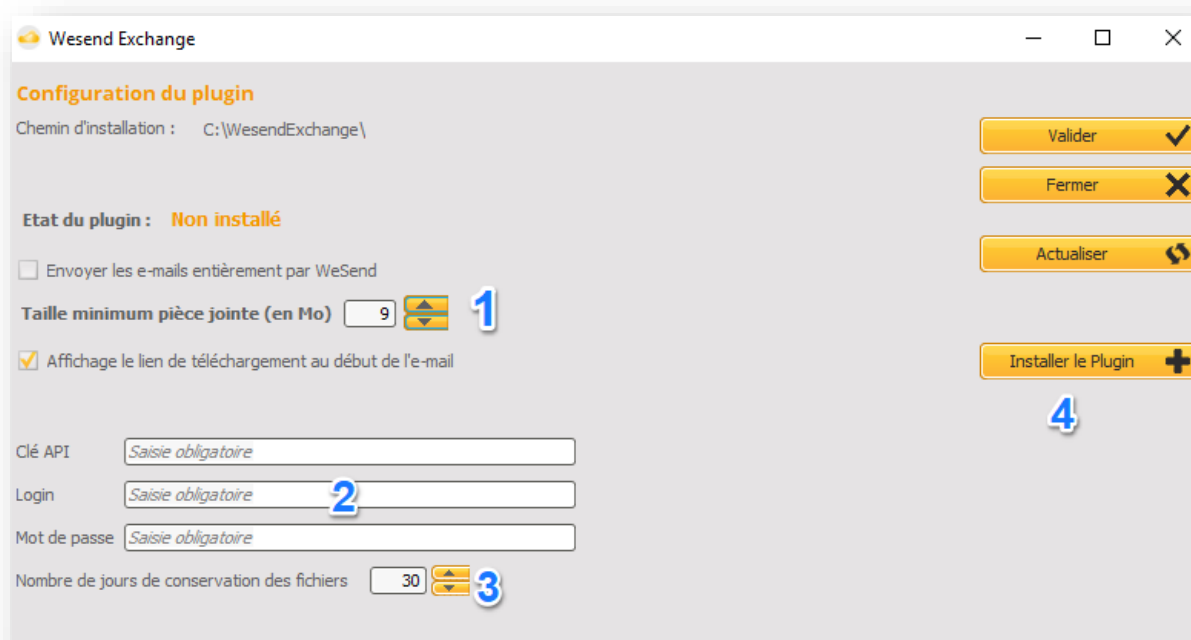 Wesend Exchange
Configuration du plugin
Chemin d'installation : C:\WesendExchange\
Valider
Fermer
Etat du plugin : Non installé
Actualiser
Envoyer les e-mails entièrement par WeSend
Taille minimum pièce jointe (en Mo) 9 1
Affichage le lien de téléchargement au début de l'e-mail
Installer le Plugin
4
Clé API Saisie obligatoire
Login Saisie obligatoire 2
Mot de passe Saisie obligatoire
Nombre de jours de conservation des fichiers 30 3